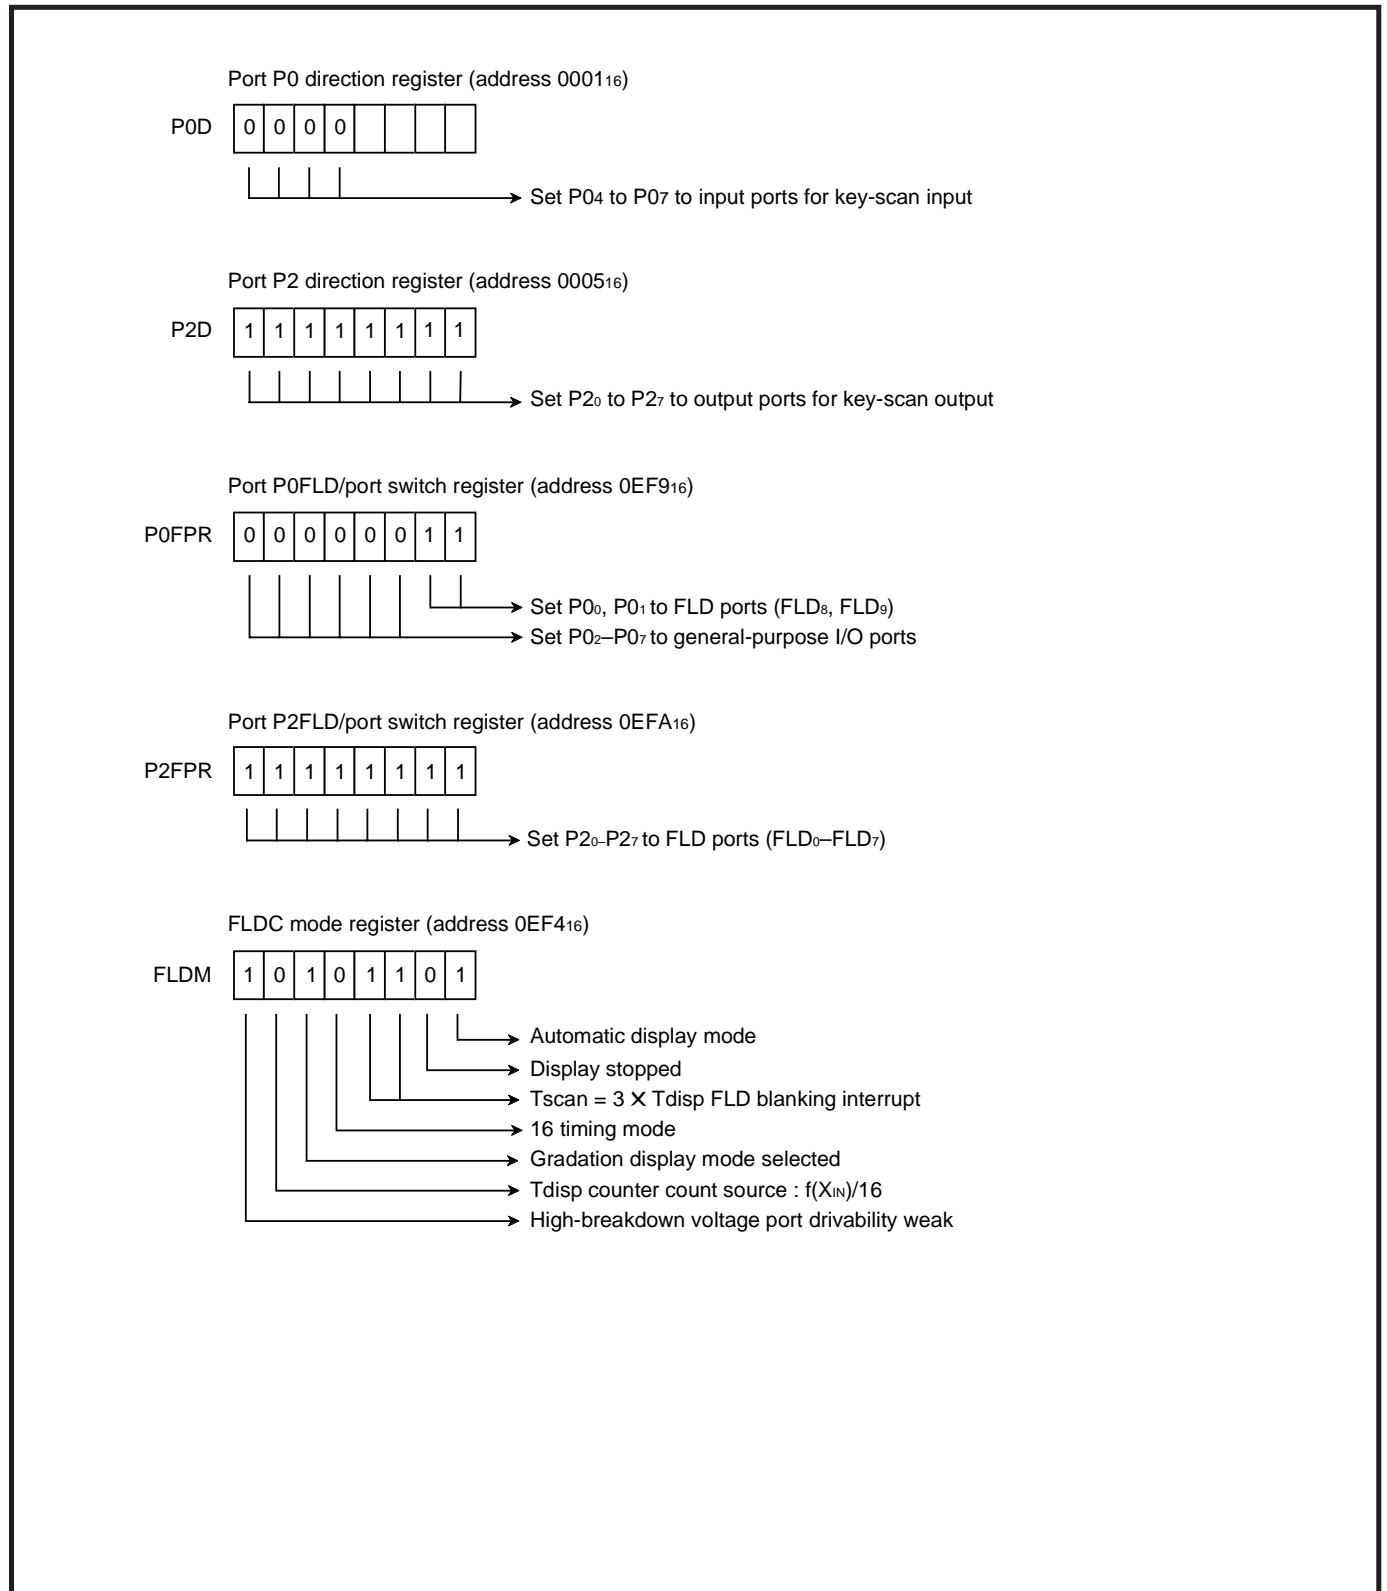 Port P0 direction register (address 000116)
P0D 0 0 0 0
Set P04 to P07 to input ports for key-scan input
Port P2 direction register (address 000516)
P2D 1 1 1 1 1 1 1 1
Set P20 to P27 to output ports for key-scan output
Port P0FLD/port switch register (address 0EF916)
P0FPR 0 0 0 0 0 0 1 1
Set P00, P01 to FLD ports (FLD8, FLD9)
Set P02–P07 to general-purpose I/O ports
Port P2FLD/port switch register (address 0EFA16)
P2FPR 1 1 1 1 1 1 1 1
Set P20–P27 to FLD ports (FLD0–FLD7)
FLDC mode register (address 0EF416)
FLDM 1 0 1 0 1 1 0 1
Automatic display mode
Display stopped
Tscan = 3 ✕ Tdisp FLD blanking interrupt
16 timing mode
Gradation display mode selected
Tdisp counter count source : f(XIN)/16
High-breakdown voltage port drivability weak